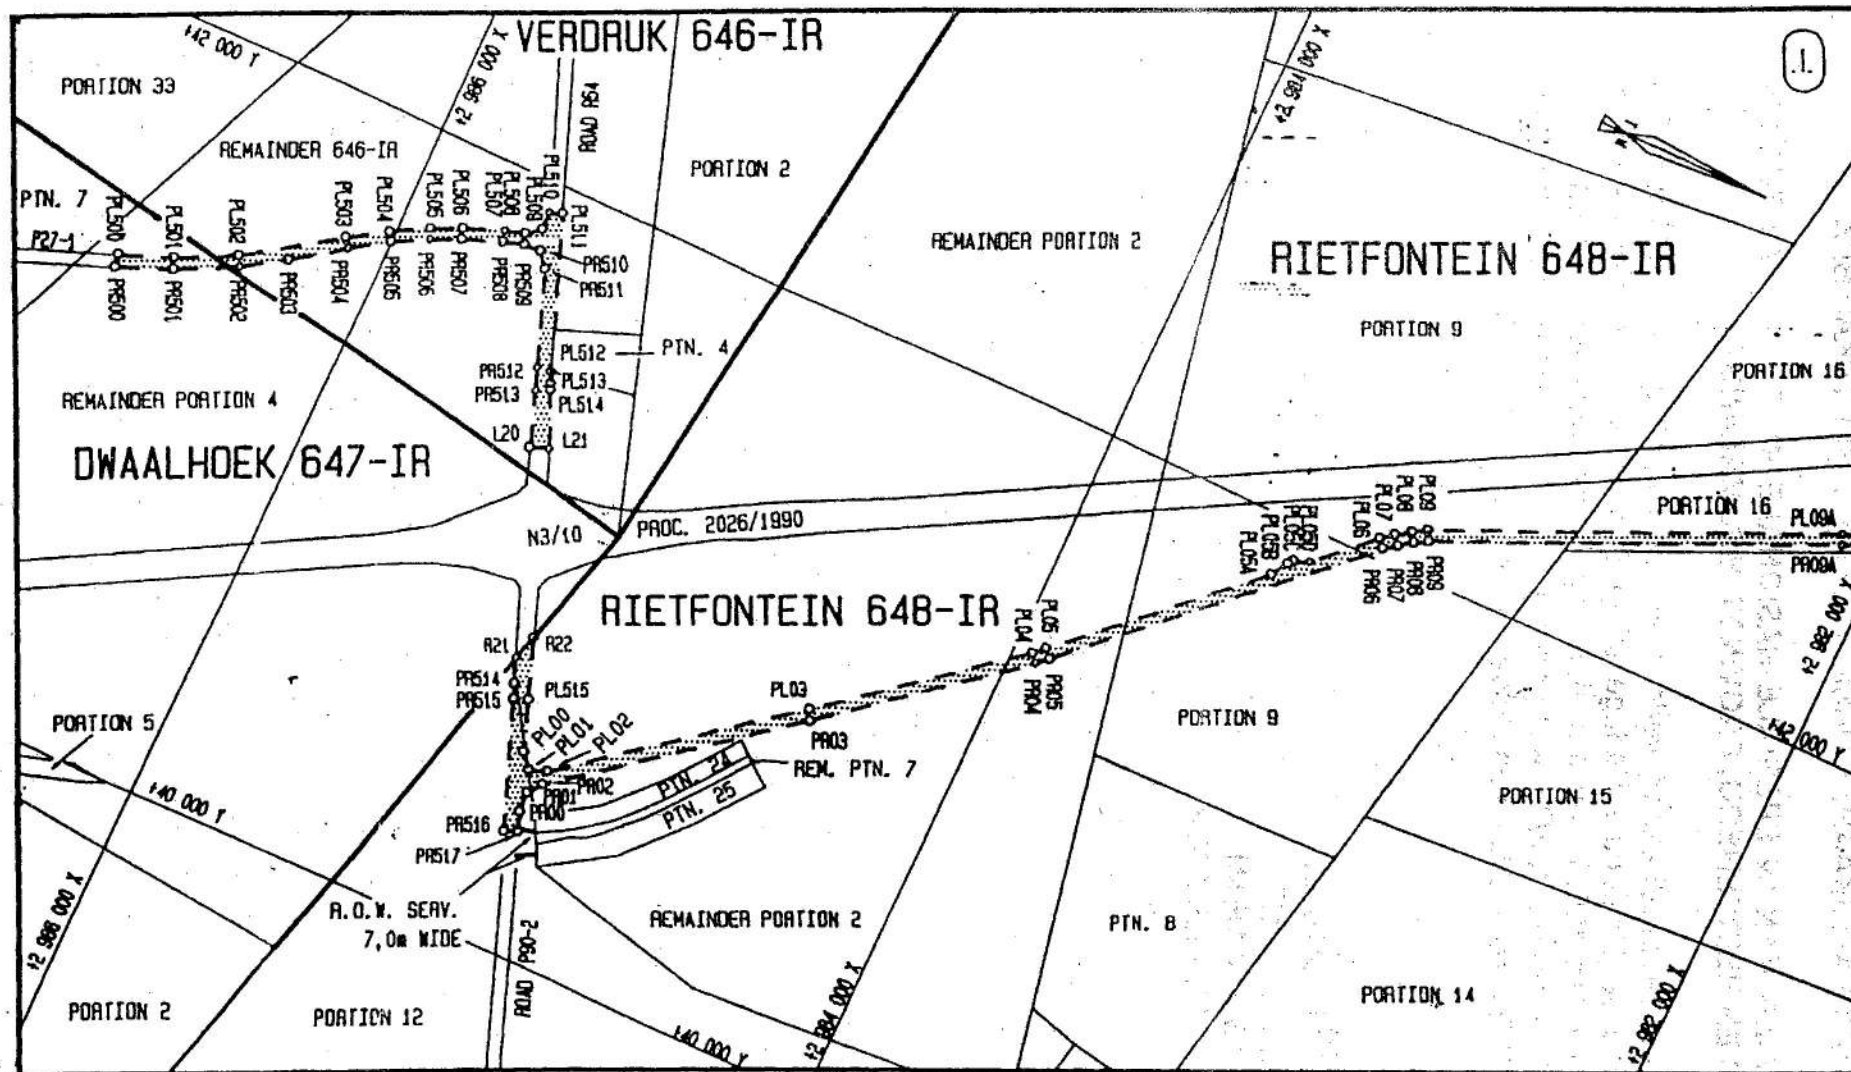 VERDRUK 646-IR
+42 000 Y
+2 986 000 X
ROAD R54
1
PORTION 33
REMAINDER 646-IR
PORTION 2
REMAINDER PORTION 2
RIETFONTEIN 648-IR
PORTION 9
PORTION 16
PTN. 7
P27-1
PL500
PL501
PL502
PL503
PL504
PL505
PL506
PL507
PL508
PL509
PL510
PL511
PR500
PR501
PR502
PR503
PR504
PR505
PR506
PR507
PR508
PR509
PR510
PR511
PL512
PTN. 4
PR512
PL513
PR513
PL514
REMAINDER PORTION 4
DWAALHOEK 647-IR
L20
L21
N3/10
PROC. 2026/1990
PORTION 16
PL09A
PR09A
PL05A
PL05B
PL05C
PL05D
PL06
PL07
PL08
PL09
PR06
PR07
PR08
PR09
+2 982 000 X
RIETFONTEIN 648-IR
R21
R22
PL04
PL05
PR04
PR05
PR514
PR515
PL515
PL03
PR03
PORTION 9
+42 000 Y
PORTION 5
PL00
PL01
PL02
REM. PTN. 7
PTN. 24
PTN. 25
PR02
PR01
PR00
PR516
PR517
+40 000 Y
PORTION 15
+2 986 000 X
R.O.W. SERV.
7,0m WIDE
ROAD P90-2
REMAINDER PORTION 2
PTN. 8
PORTION 14
PORTION 2
PORTION 12
+40 000 Y
+2 984 000 X
+2 982 000 X